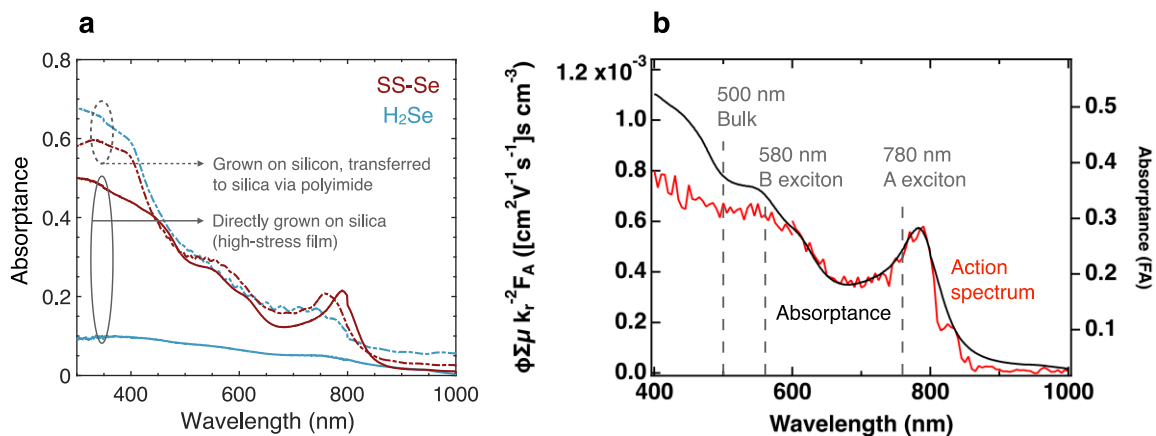 a
0.8
0.6
0.4
0.2
0
Absorptance
SS-Se
H₂Se
Grown on silicon, transferred
to silica via polyimide
Directly grown on silica
(high-stress film)
400
600
800
1000
Wavelength (nm)
b
ϕΣμ kᵣ⁻²F_A ([cm²V⁻¹s⁻¹]s cm⁻³)
1.2 x10⁻³
1.0
0.8
0.6
0.4
0.2
0.0
500 nm
Bulk
580 nm
B exciton
780 nm
A exciton
Absorptance
Action
spectrum
0.5
0.4
0.3
0.2
0.1
Absorptance (FA)
400
600
800
1000
Wavelength (nm)